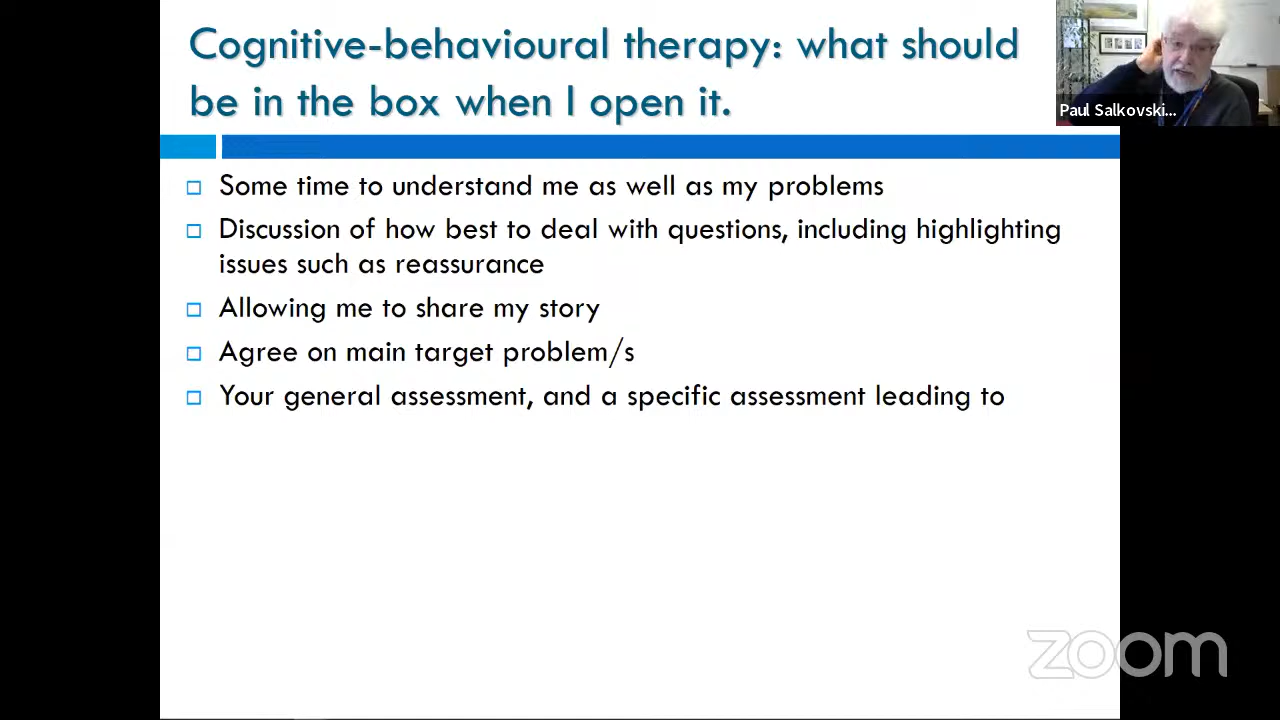 Cognitive-behavioural therapy: what should
be in the box when I open it.
Paul Salkovski...
Some time to understand me as well as my problems
Discussion of how best to deal with questions, including highlighting
issues such as reassurance
Allowing me to share my story
Agree on main target problem/s
Your general assessment, and a specific assessment leading to
zoom